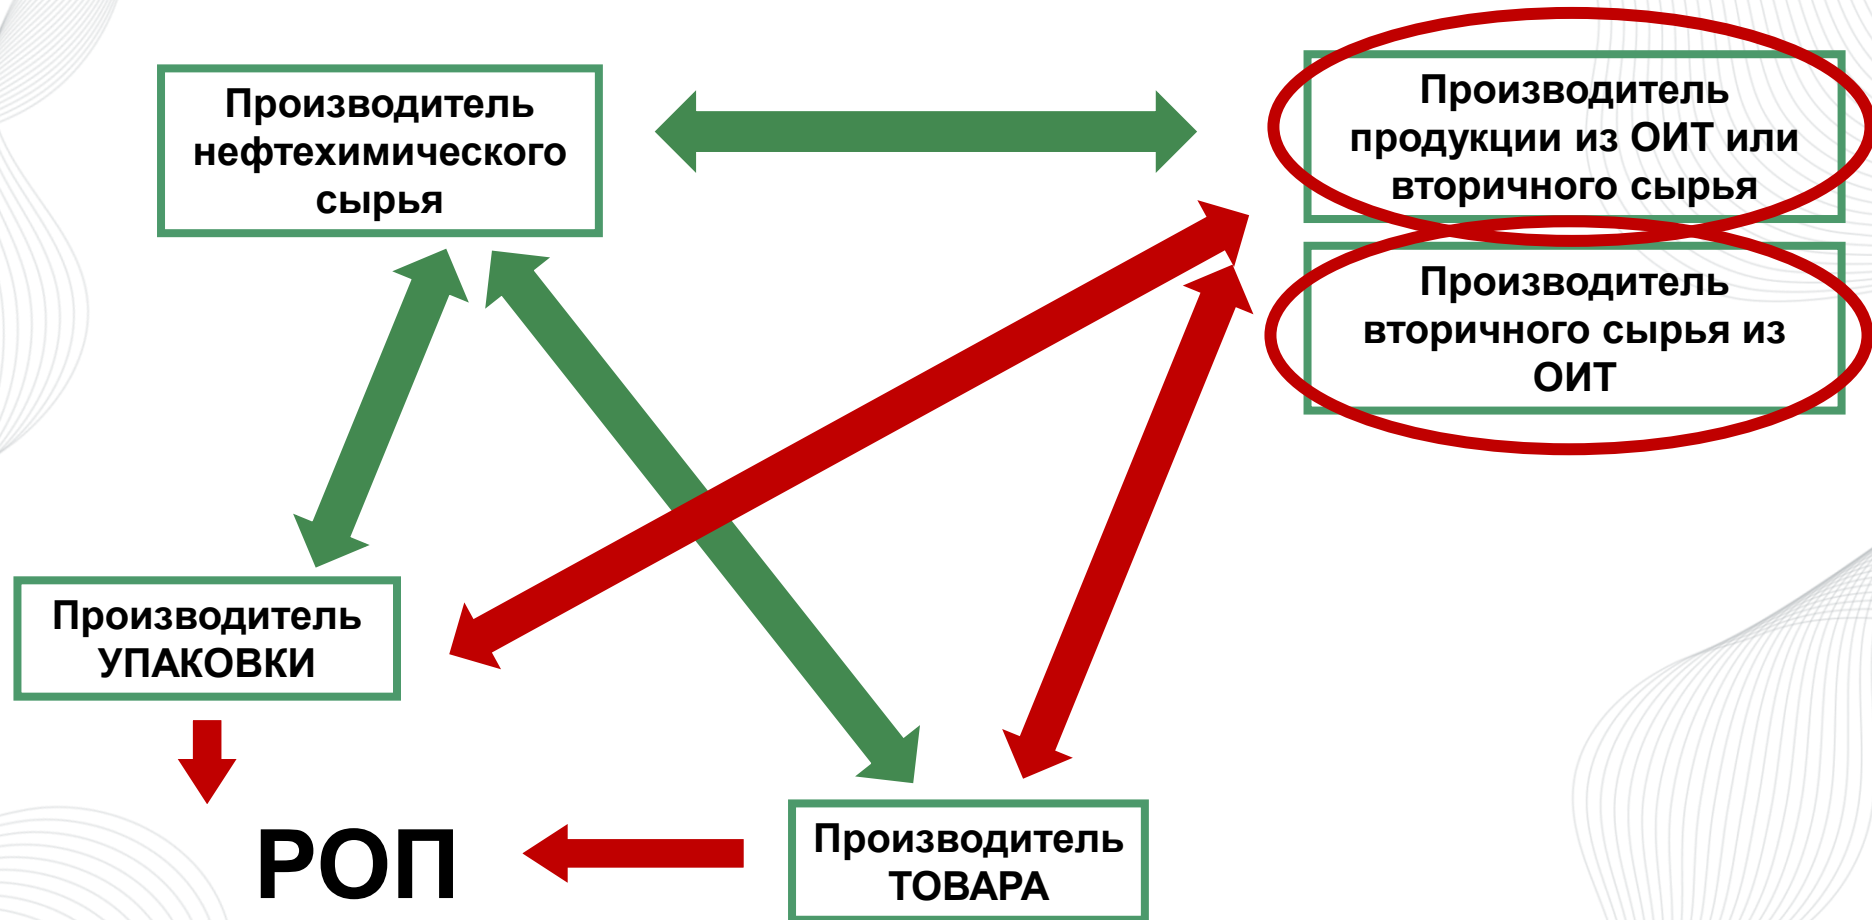 Производитель
нефтехимического
сырья
Производитель
продукции из ОИТ или
вторичного сырья
Производитель
вторичного сырья из
ОИТ
Производитель
УПАКОВКИ
РОП
Производитель
ТОВАРА